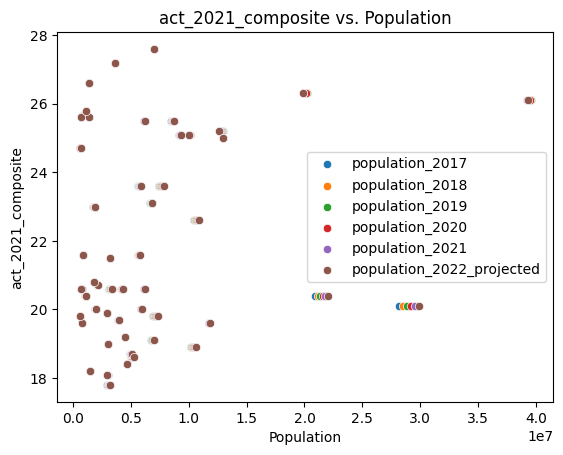 act_2021_composite vs. Population
28
26
24
22
20
18
act_2021_composite
population_2017
population_2018
population_2019
population_2020
population_2021
population_2022_projected
0.0 0.5 1.0 1.5 2.0 2.5 3.0 3.5 4.0
1e7
Population